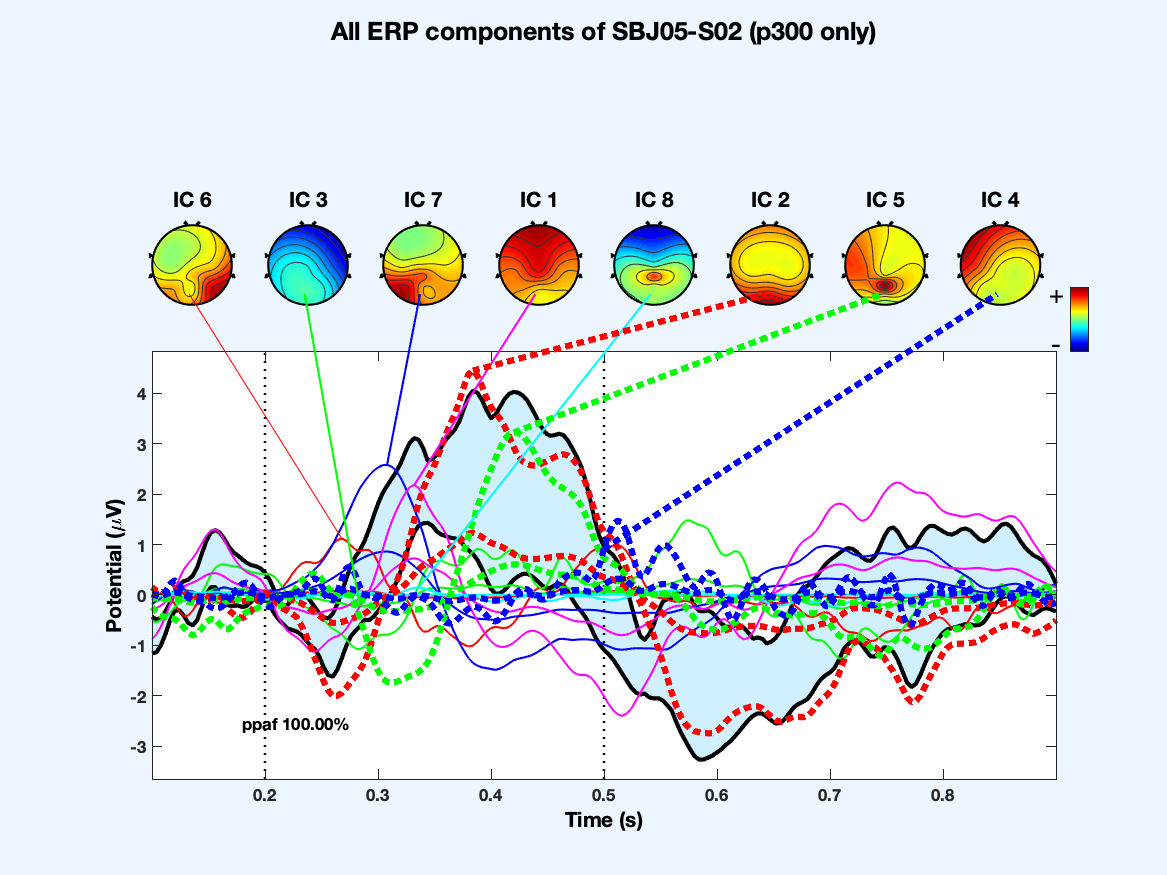 All ERP components of SBJ05-S02 (p300 only)
IC 6 IC 3 IC 7 IC 1 IC 8 IC 2 IC 5 IC 4
+
-
4
3
2
1
0
-1
-2
-3
Potential (μV)
ppaf 100.00%
0.2 0.3 0.4 0.5 0.6 0.7 0.8
Time (s)